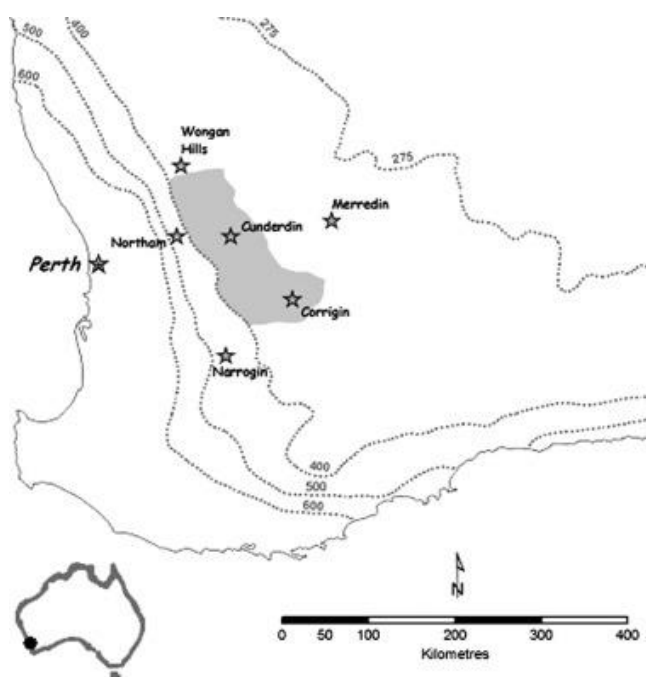 500
400
275
600
Wongan
Hills
275
Merredin
Northam
Cunderdin
Perth
Corrigin
Narrogin
400
500
600
N
0 50 100 200 300 400
Kilometres